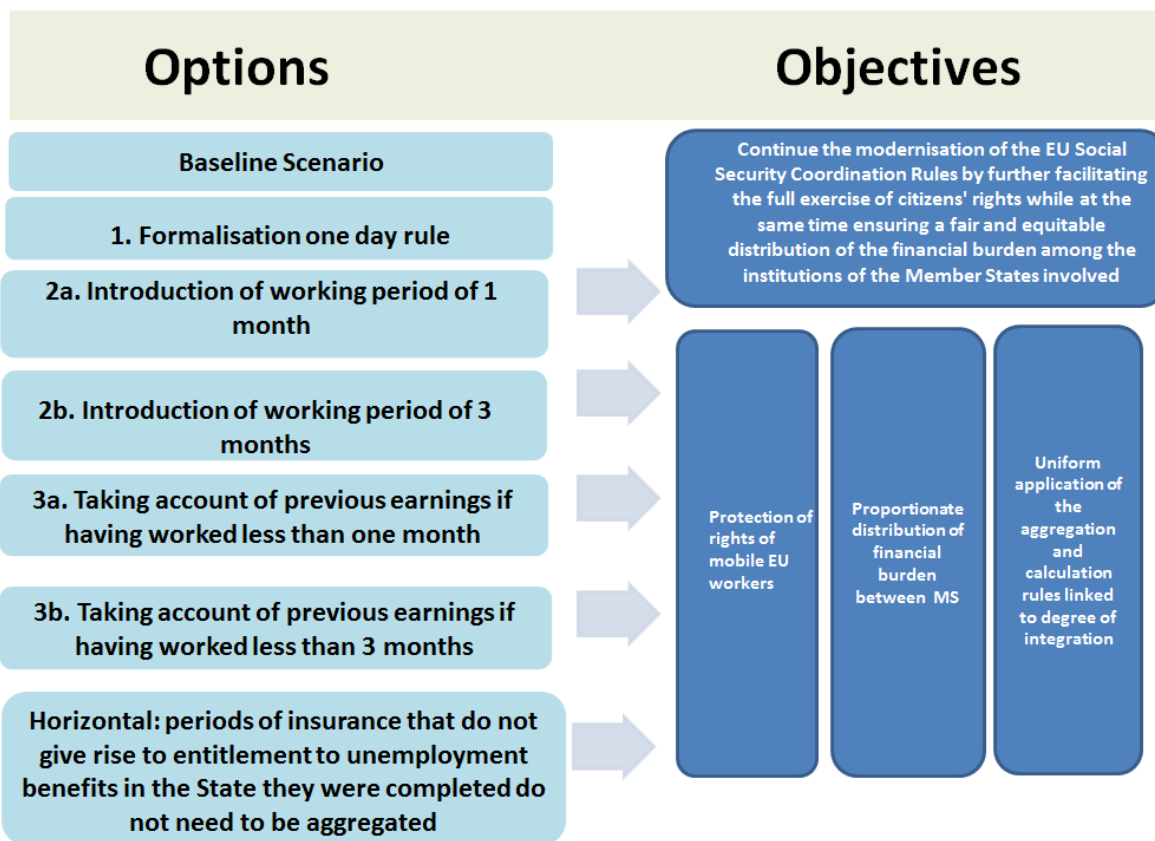 Options
Objectives
Baseline Scenario
1. Formalisation one day rule
2a. Introduction of working period of 1
month
2b. Introduction of working period of 3
months
3a. Taking account of previous earnings if
having worked less than one month
3b. Taking account of previous earnings if
having worked less than 3 months
Horizontal: periods of insurance that do not
give rise to entitlement to unemployment
benefits in the State they were completed do
not need to be aggregated
Continue the modernisation of the EU Social
Security Coordination Rules by further facilitating
the full exercise of citizens' rights while at the
same time ensuring a fair and equitable
distribution of the financial burden among the
institutions of the Member States involved
Protection of
rights of
mobile EU
workers
Proportionate
distribution of
financial
burden
between MS
Uniform
application of
the
aggregation
and
calculation
rules linked
to degree of
integration